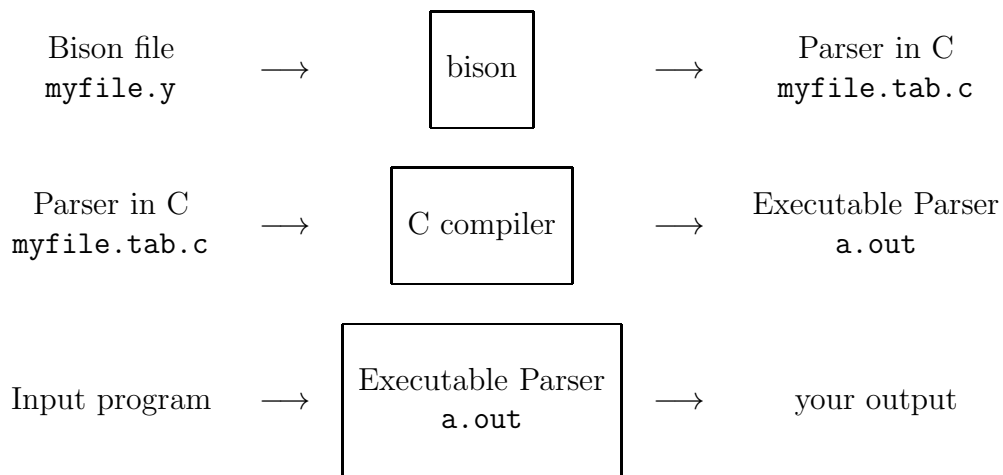 Bison file
myfile.y
⟶
bison
⟶
Parser in C
myfile.tab.c
Parser in C
myfile.tab.c
⟶
C compiler
⟶
Executable Parser
a.out
Input program
⟶
Executable Parser
a.out
⟶
your output